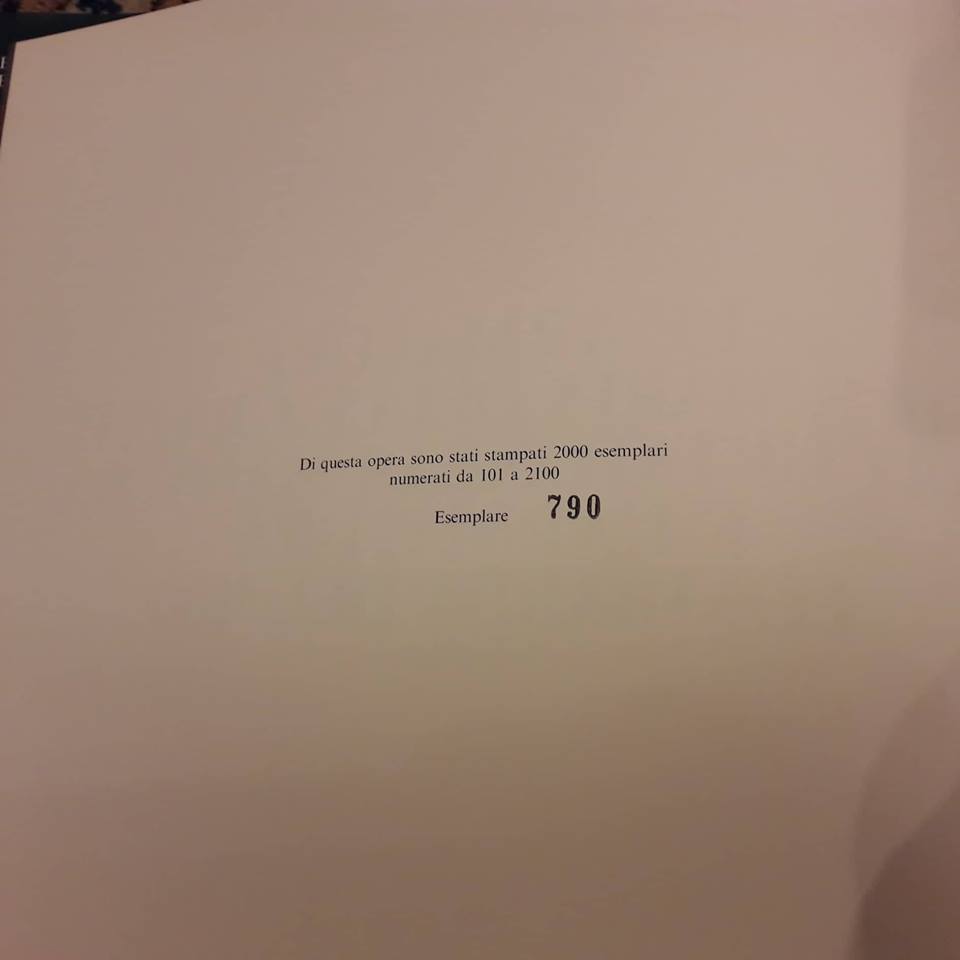 Di questa opera sono stati stampati 2000 esemplari
numerati da 101 a 2100
Esemplare 790